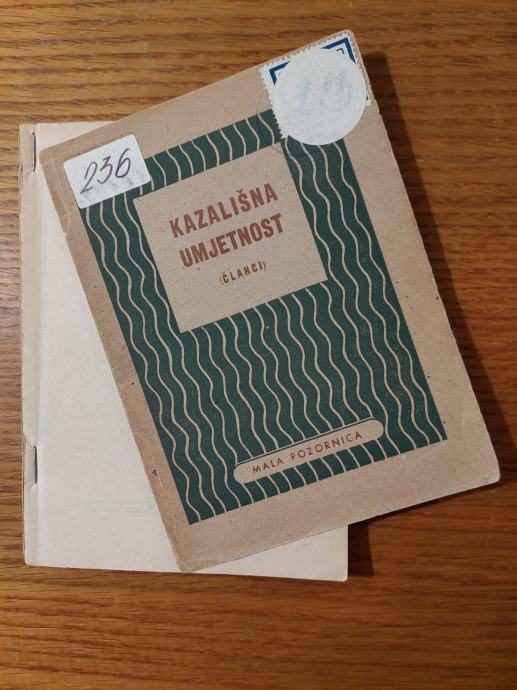 236
KAZALIŠNA
UMJETNOST
(ČLANCI)
MALA POZORNICA